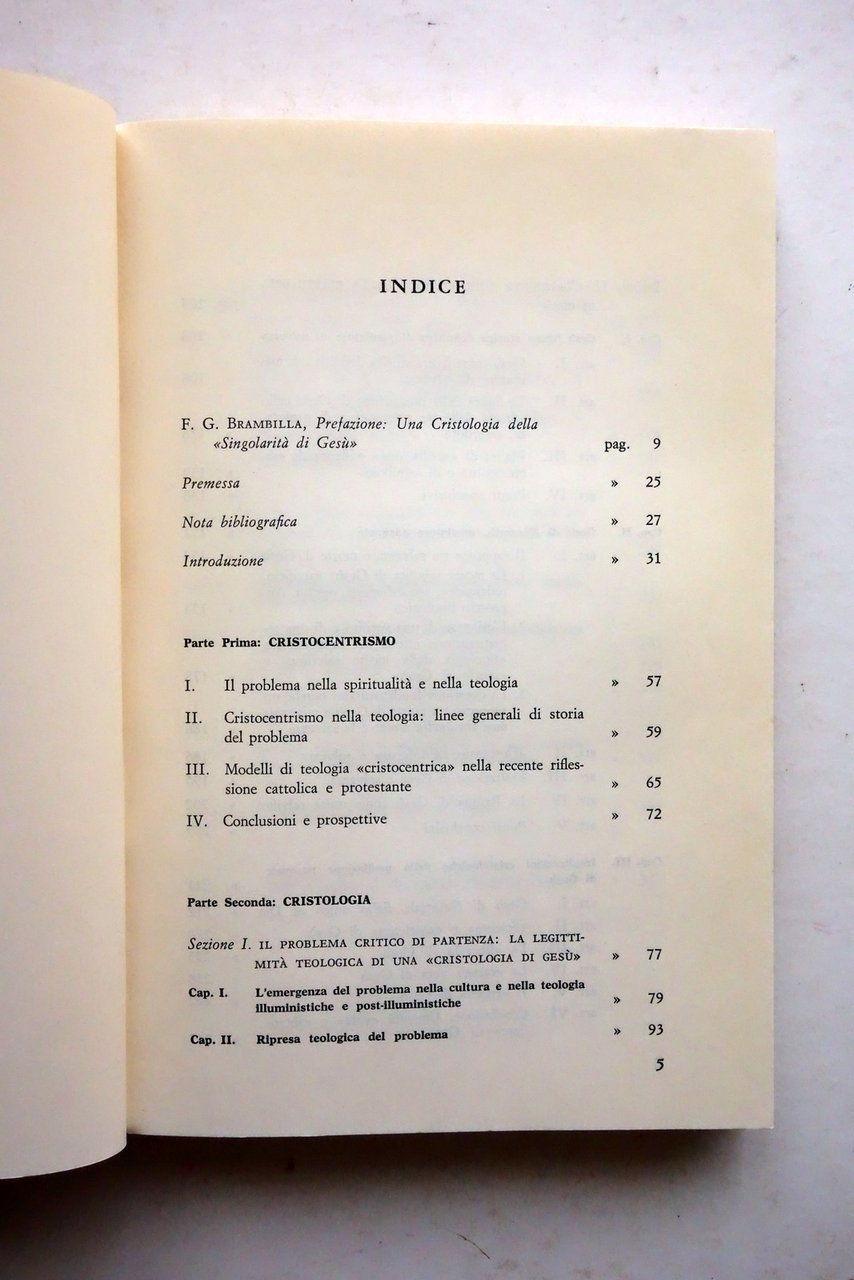 INDICE
F. G. BRAMBILLA, Prefazione: Una Cristologia della
«Singolarità di Gesù» pag. 9
Premessa » 25
Nota bibliografica » 27
Introduzione » 31
Parte Prima: CRISTOCENTRISMO
I. Il problema nella spiritualità e nella teologia » 57
II. Cristocentrismo nella teologia: linee generali di storia
del problema » 59
III. Modelli di teologia «cristocentrica» nella recente rifles-
sione cattolica e protestante » 65
IV. Conclusioni e prospettive » 72
Parte Seconda: CRISTOLOGIA
Sezione I. IL PROBLEMA CRITICO DI PARTENZA: LA LEGITTI-
MITÀ TEOLOGICA DI UNA «CRISTOLOGIA DI GESÙ» » 77
Cap. I. L'emergenza del problema nella cultura e nella teologia
illuministiche e post-illuministiche » 79
Cap. II. Ripresa teologica del problema » 93
5